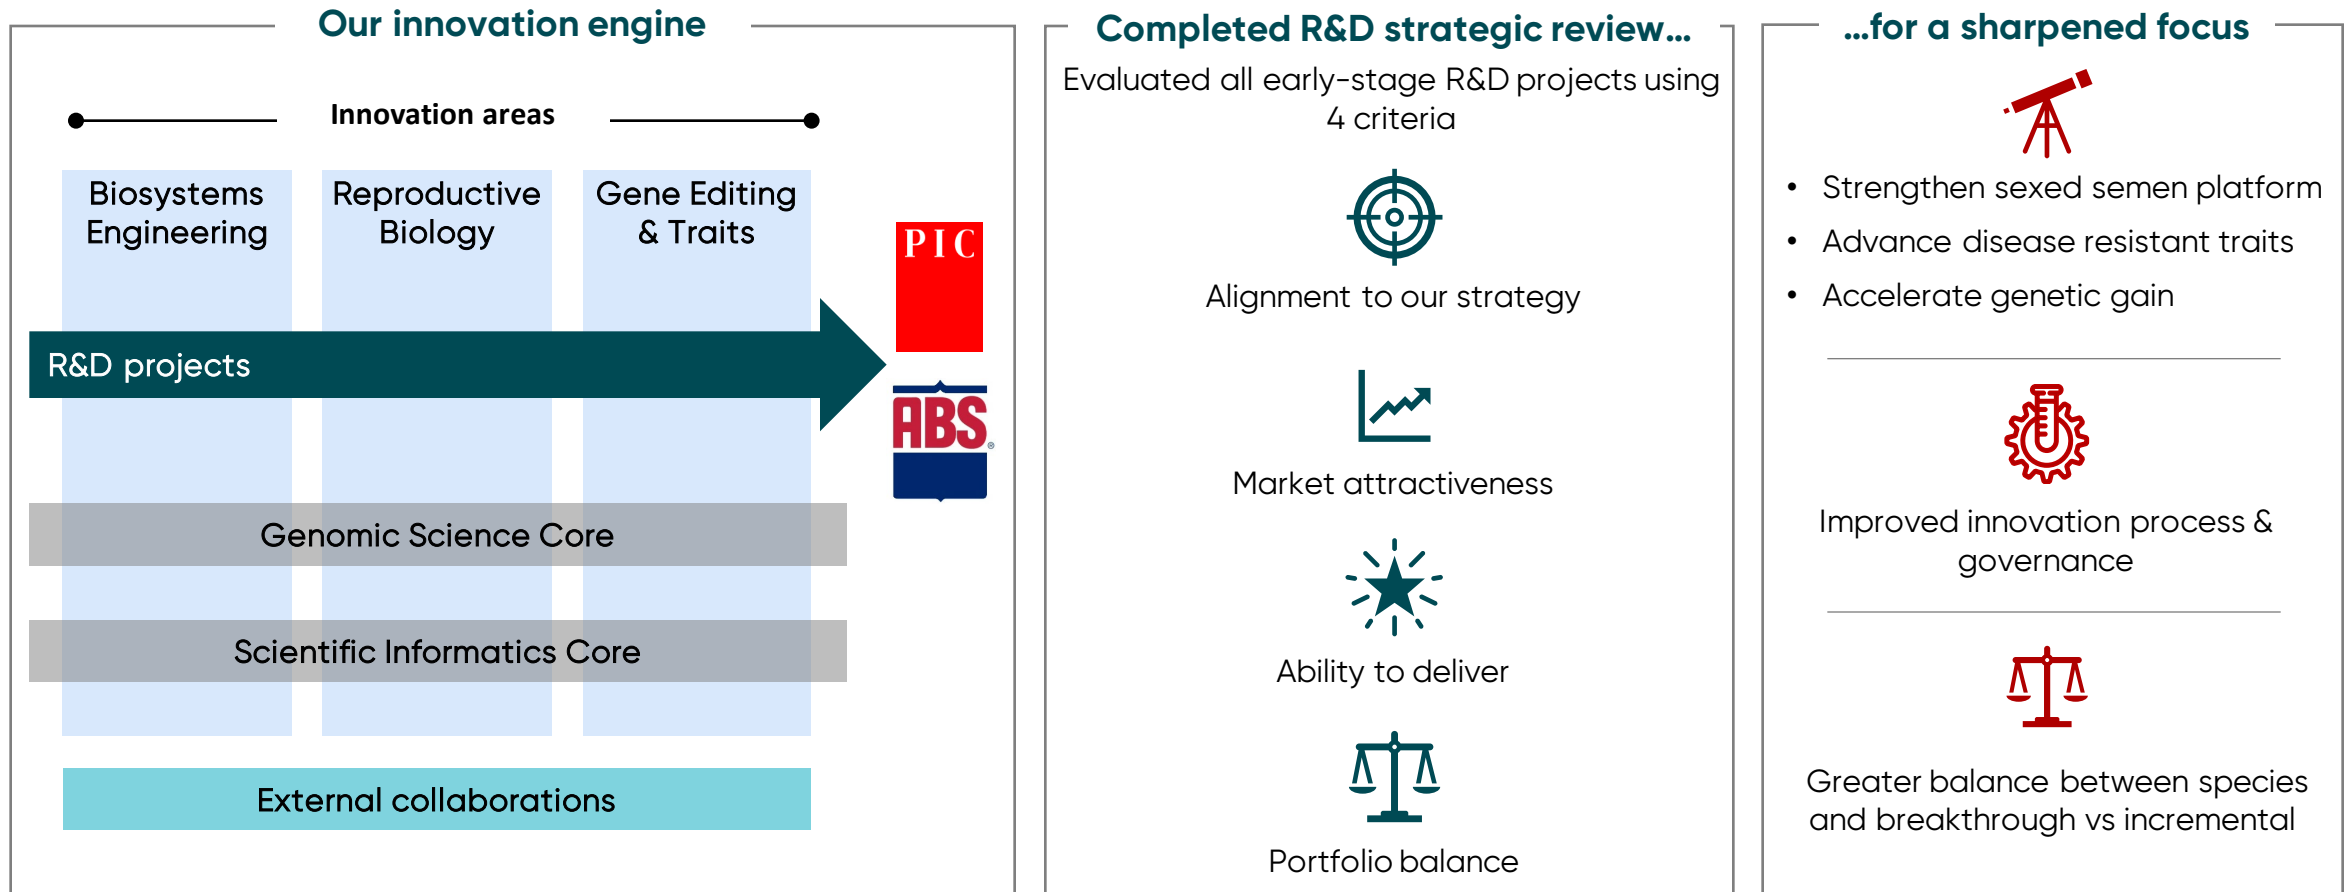 Our innovation engine
Innovation areas
Biosystems
Engineering
Reproductive
Biology
Gene Editing
& Traits
R&D projects
PIC
ABS
®
Genomic Science Core
Scientific Informatics Core
External collaborations
Completed R&D strategic review...
Evaluated all early-stage R&D projects using
4 criteria
Alignment to our strategy
Market attractiveness
Ability to deliver
Portfolio balance
...for a sharpened focus
• Strengthen sexed semen platform
• Advance disease resistant traits
• Accelerate genetic gain
Improved innovation process &
governance
Greater balance between species
and breakthrough vs incremental